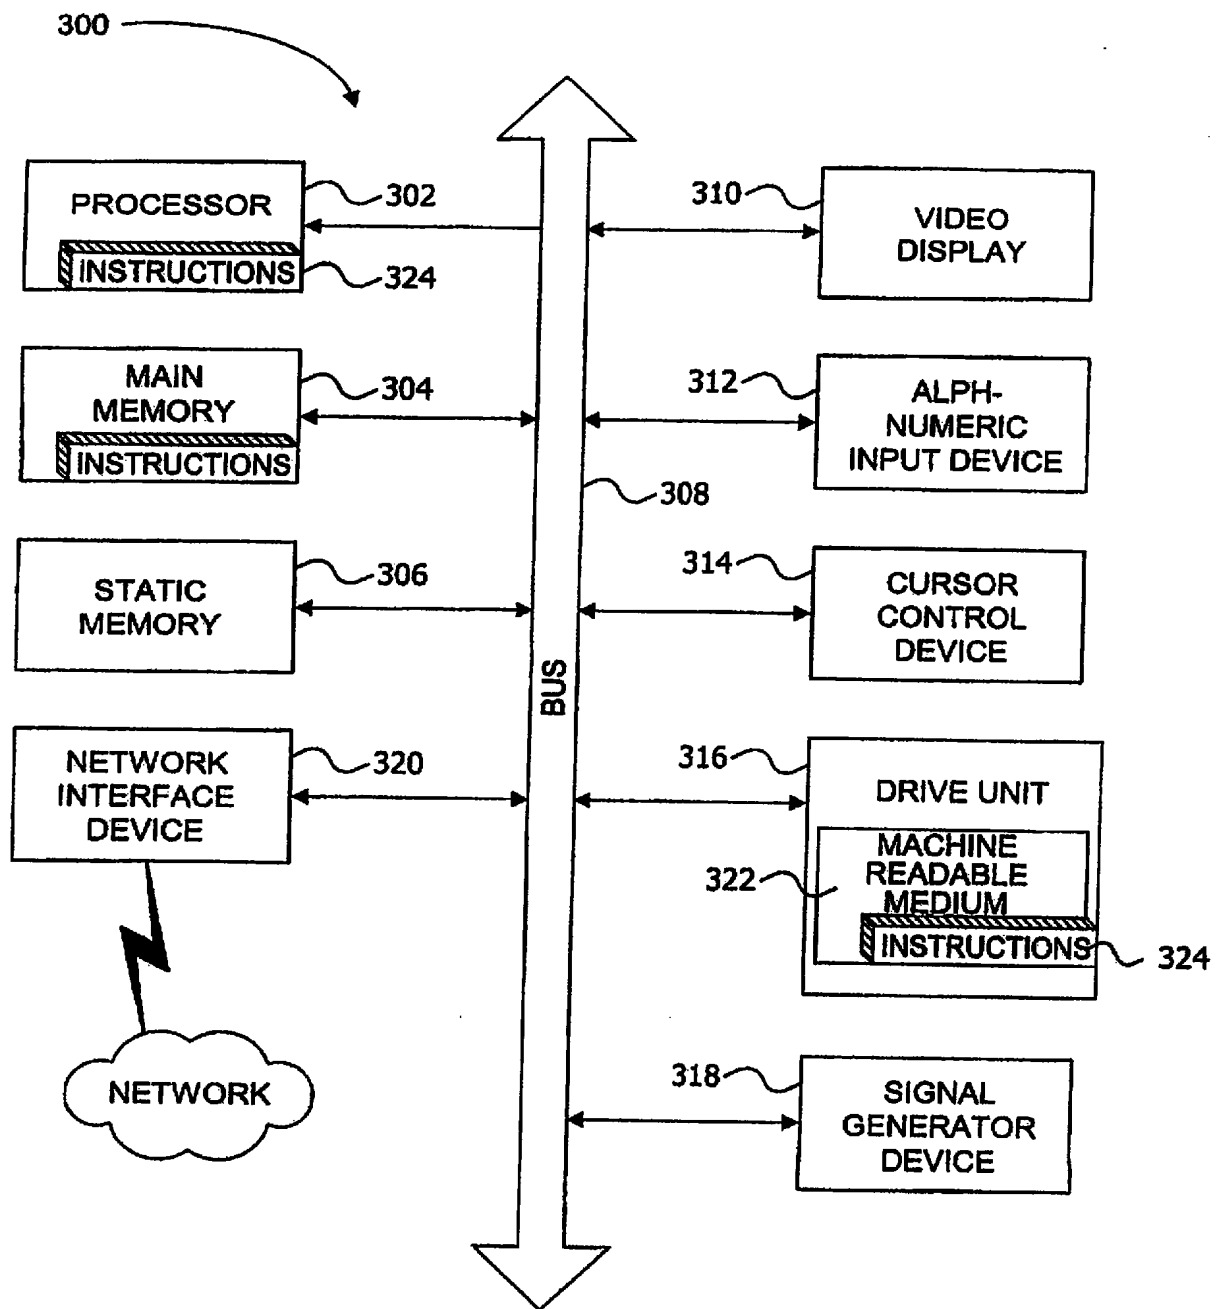 300
PROCESSOR
302
INSTRUCTIONS
324
MAIN
MEMORY
304
INSTRUCTIONS
STATIC
MEMORY
306
NETWORK
INTERFACE
DEVICE
320
NETWORK
BUS
308
310
VIDEO
DISPLAY
312
ALPH-
NUMERIC
INPUT DEVICE
314
CURSOR
CONTROL
DEVICE
316
DRIVE UNIT
322
MACHINE
READABLE
MEDIUM
INSTRUCTIONS
324
318
SIGNAL
GENERATOR
DEVICE